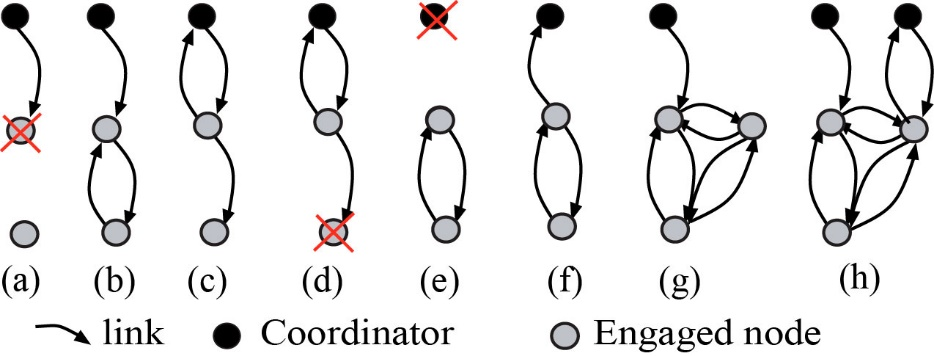 (a) (b) (c) (d) (e) (f) (g) (h)
link Coordinator Engaged node